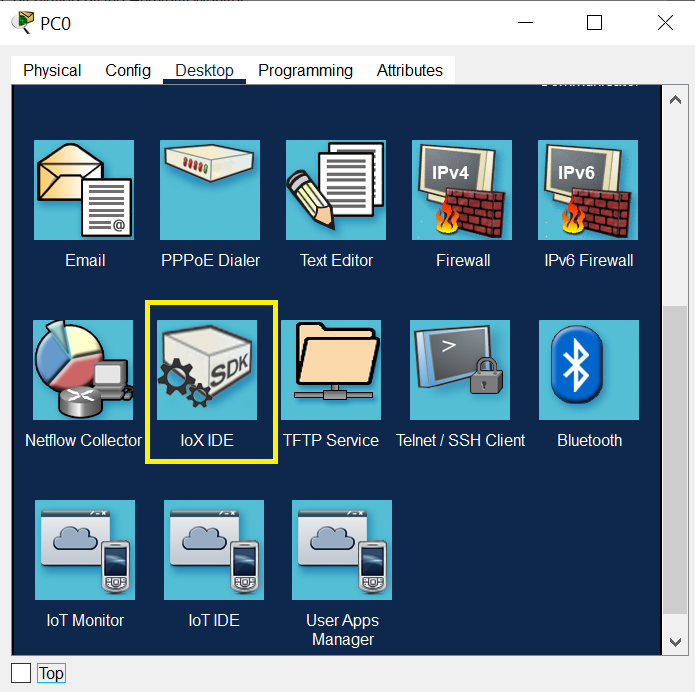 PC0
Physical Config Desktop Programming Attributes
@
IPv4
IPv6
Email PPPoE Dialer Text Editor Firewall IPv6 Firewall
SDK
>
Netflow Collector IoX IDE TFTP Service Telnet / SSH Client Bluetooth
IoT Monitor IoT IDE User Apps
Manager
Top